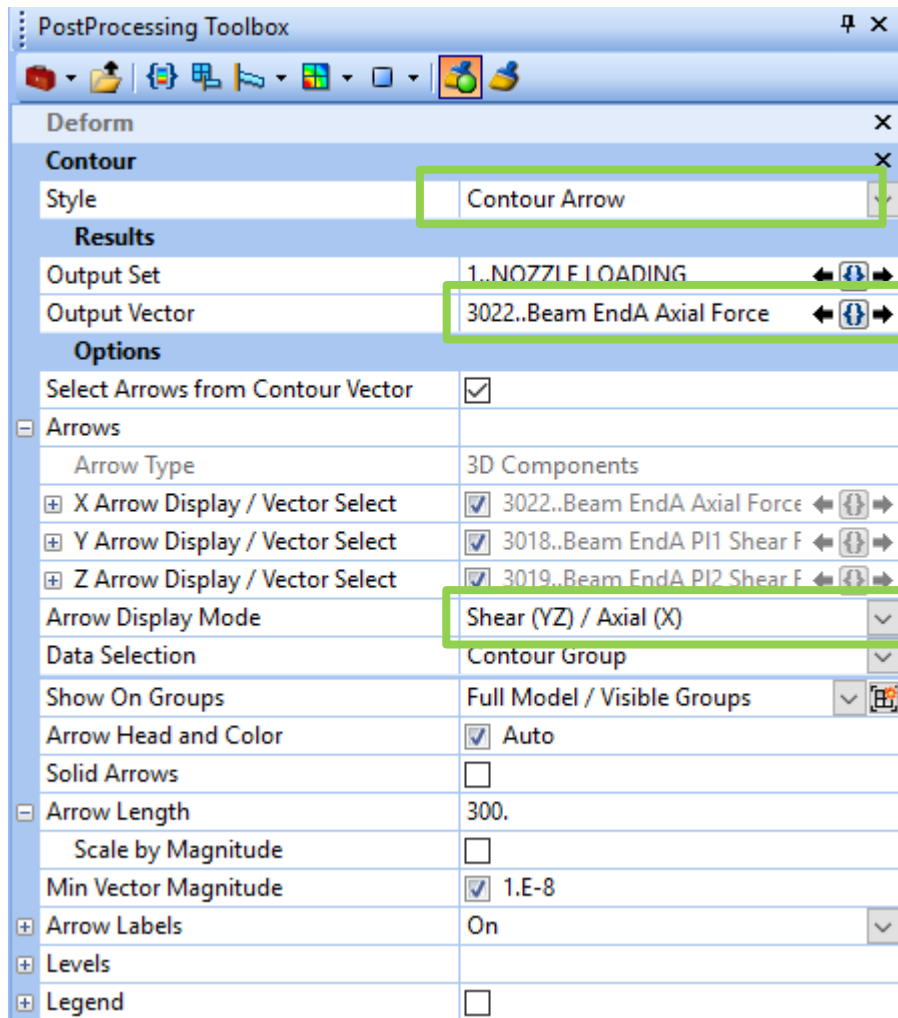 PostProcessing Toolbox
Deform
Contour
Style Contour Arrow
Results
Output Set 1..NOZZLE LOADING
Output Vector 3022..Beam EndA Axial Force
Options
Select Arrows from Contour Vector
Arrows
Arrow Type 3D Components
X Arrow Display / Vector Select 3022..Beam EndA Axial Force
Y Arrow Display / Vector Select 3018..Beam EndA Pl1 Shear F
Z Arrow Display / Vector Select 3019..Beam EndA Pl2 Shear F
Arrow Display Mode Shear (YZ) / Axial (X)
Data Selection Contour Group
Show On Groups Full Model / Visible Groups
Arrow Head and Color Auto
Solid Arrows
Arrow Length 300.
Scale by Magnitude
Min Vector Magnitude 1.E-8
Arrow Labels On
Levels
Legend